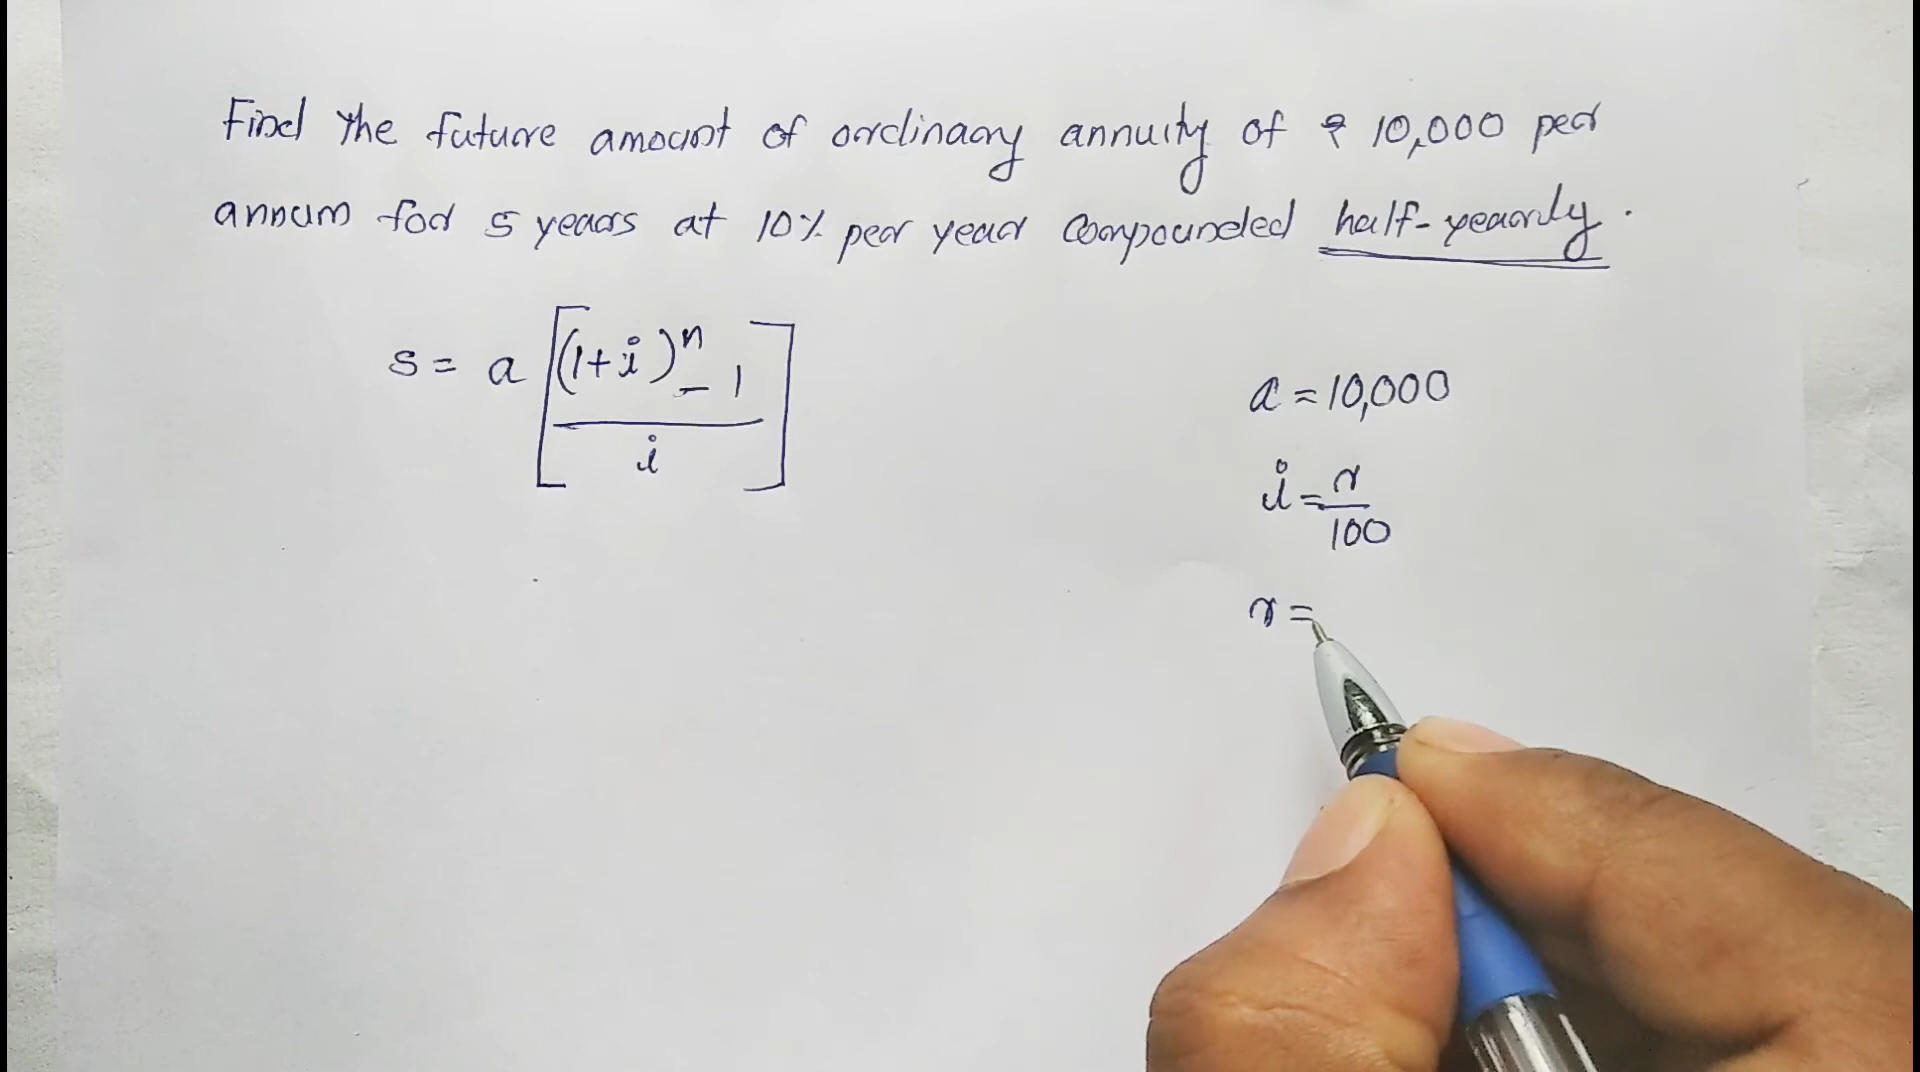 Find the future amount of ordinary annuity of ₹ 10,000 per
annum for 5 years at 10% per year compounded half-yearly.
s = a [ (1+i)^n - 1 / i ]
a = 10,000
i = r / 100
r =